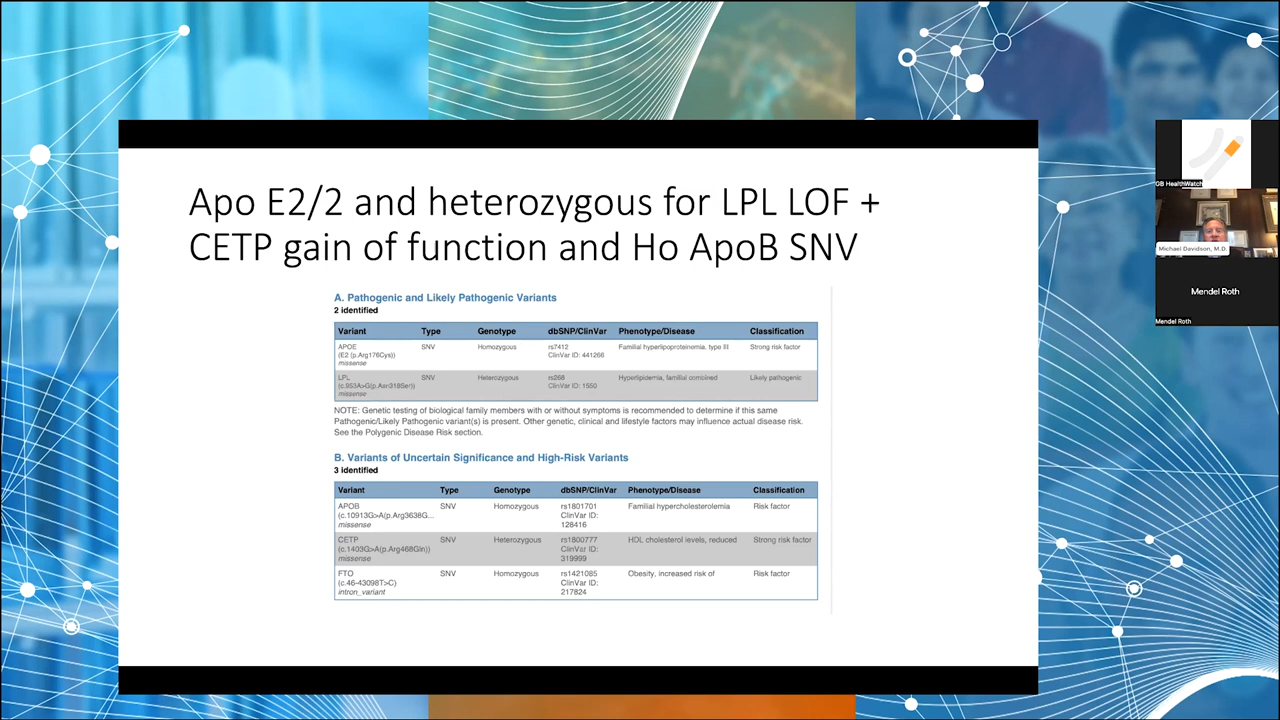 Apo E2/2 and heterozygous for LPL LOF +
CETP gain of function and Ho ApoB SNV
A. Pathogenic and Likely Pathogenic Variants
2 identified
Variant Type Genotype dbSNP/ClinVar Phenotype/Disease Classification
APOE SNV Homozygous rs7412 Familial hyperlipoproteinemia, type III Strong risk factor
(E2 (p.Arg176Cys)) ClinVar ID: 441266
missense
LPL SNV Heterozygous rs268 Hyperlipidemia, familial combined Likely pathogenic
(c.953A>G(p.Asn318Ser)) ClinVar ID: 1550
missense
NOTE: Genetic testing of biological family members with or without symptoms is recommended to determine if this same
Pathogenic/Likely Pathogenic variant(s) is present. Other genetic, clinical and lifestyle factors may influence actual disease risk.
See the Polygenic Disease Risk section.
B. Variants of Uncertain Significance and High-Risk Variants
3 identified
Variant Type Genotype dbSNP/ClinVar Phenotype/Disease Classification
APOB SNV Homozygous rs1801701 Familial hypercholesterolemia Risk factor
(c.10913G>A(p.Arg3638G... ClinVar ID:
missense 128416
CETP SNV Heterozygous rs1800777 HDL cholesterol levels, reduced Strong risk factor
(c.1403G>A(p.Arg468Gln)) ClinVar ID:
missense 319999
FTO SNV Homozygous rs1421085 Obesity, increased risk of Risk factor
(c.46-43098T>C) ClinVar ID:
intron_variant 217824
GB HealthWatch
Michael Davidson, M.D.
Mendel Roth
Mendel Roth